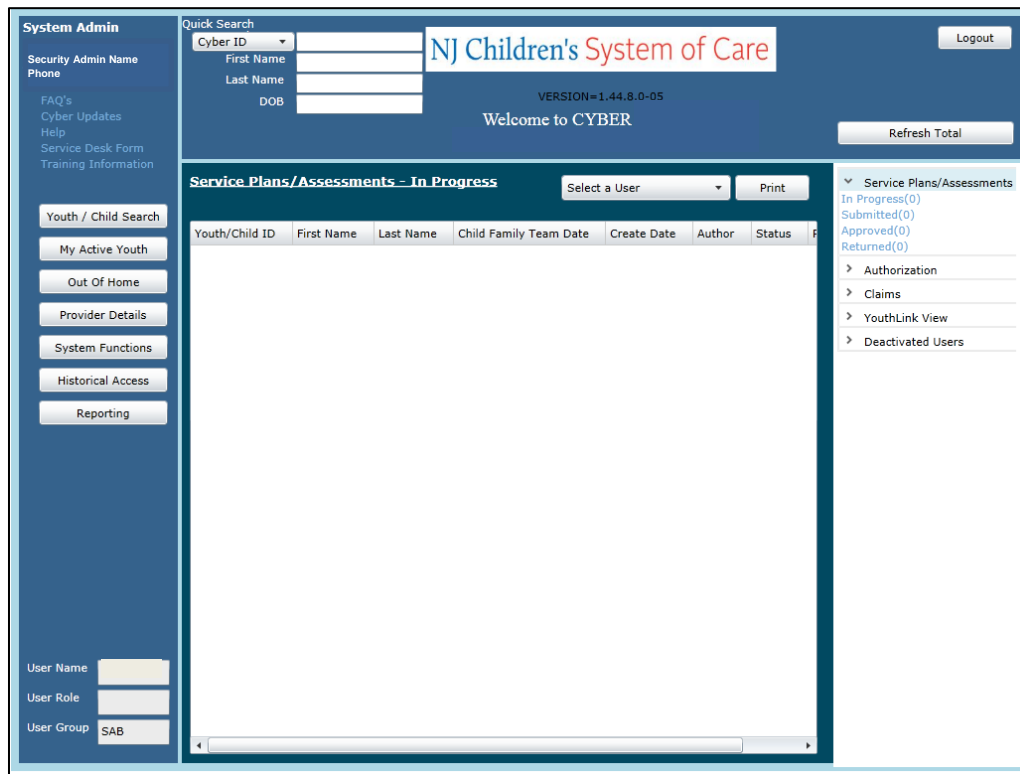 System Admin
Security Admin Name
Phone
FAQ's
Cyber Updates
Help
Service Desk Form
Training Information
Youth / Child Search
My Active Youth
Out Of Home
Provider Details
System Functions
Historical Access
Reporting
User Name
User Role
User Group SAB
Quick Search
Cyber ID
First Name
Last Name
DOB
NJ Children's System of Care
VERSION=1.44.8.0-05
Welcome to CYBER
Logout
Refresh Total
Service Plans/Assessments - In Progress
Select a User
Print
Youth/Child ID First Name Last Name Child Family Team Date Create Date Author Status
Service Plans/Assessments
In Progress(0)
Submitted(0)
Approved(0)
Returned(0)
Authorization
Claims
YouthLink View
Deactivated Users